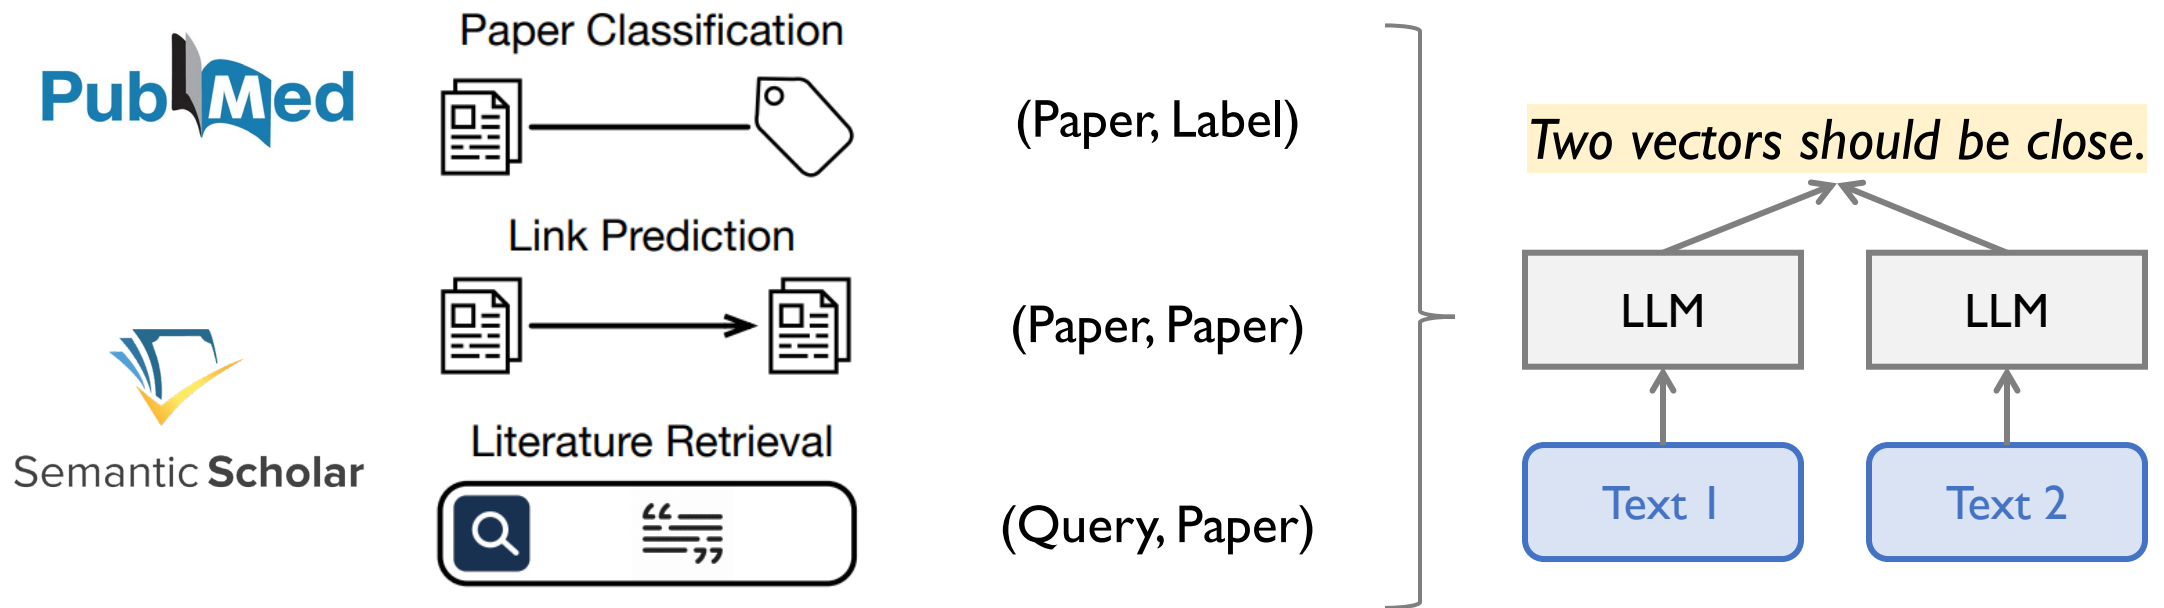 PubMed
Semantic Scholar
Paper Classification
Link Prediction
Literature Retrieval
(Paper, Label)
(Paper, Paper)
(Query, Paper)
Two vectors should be close.
LLM
LLM
Text 1
Text 2